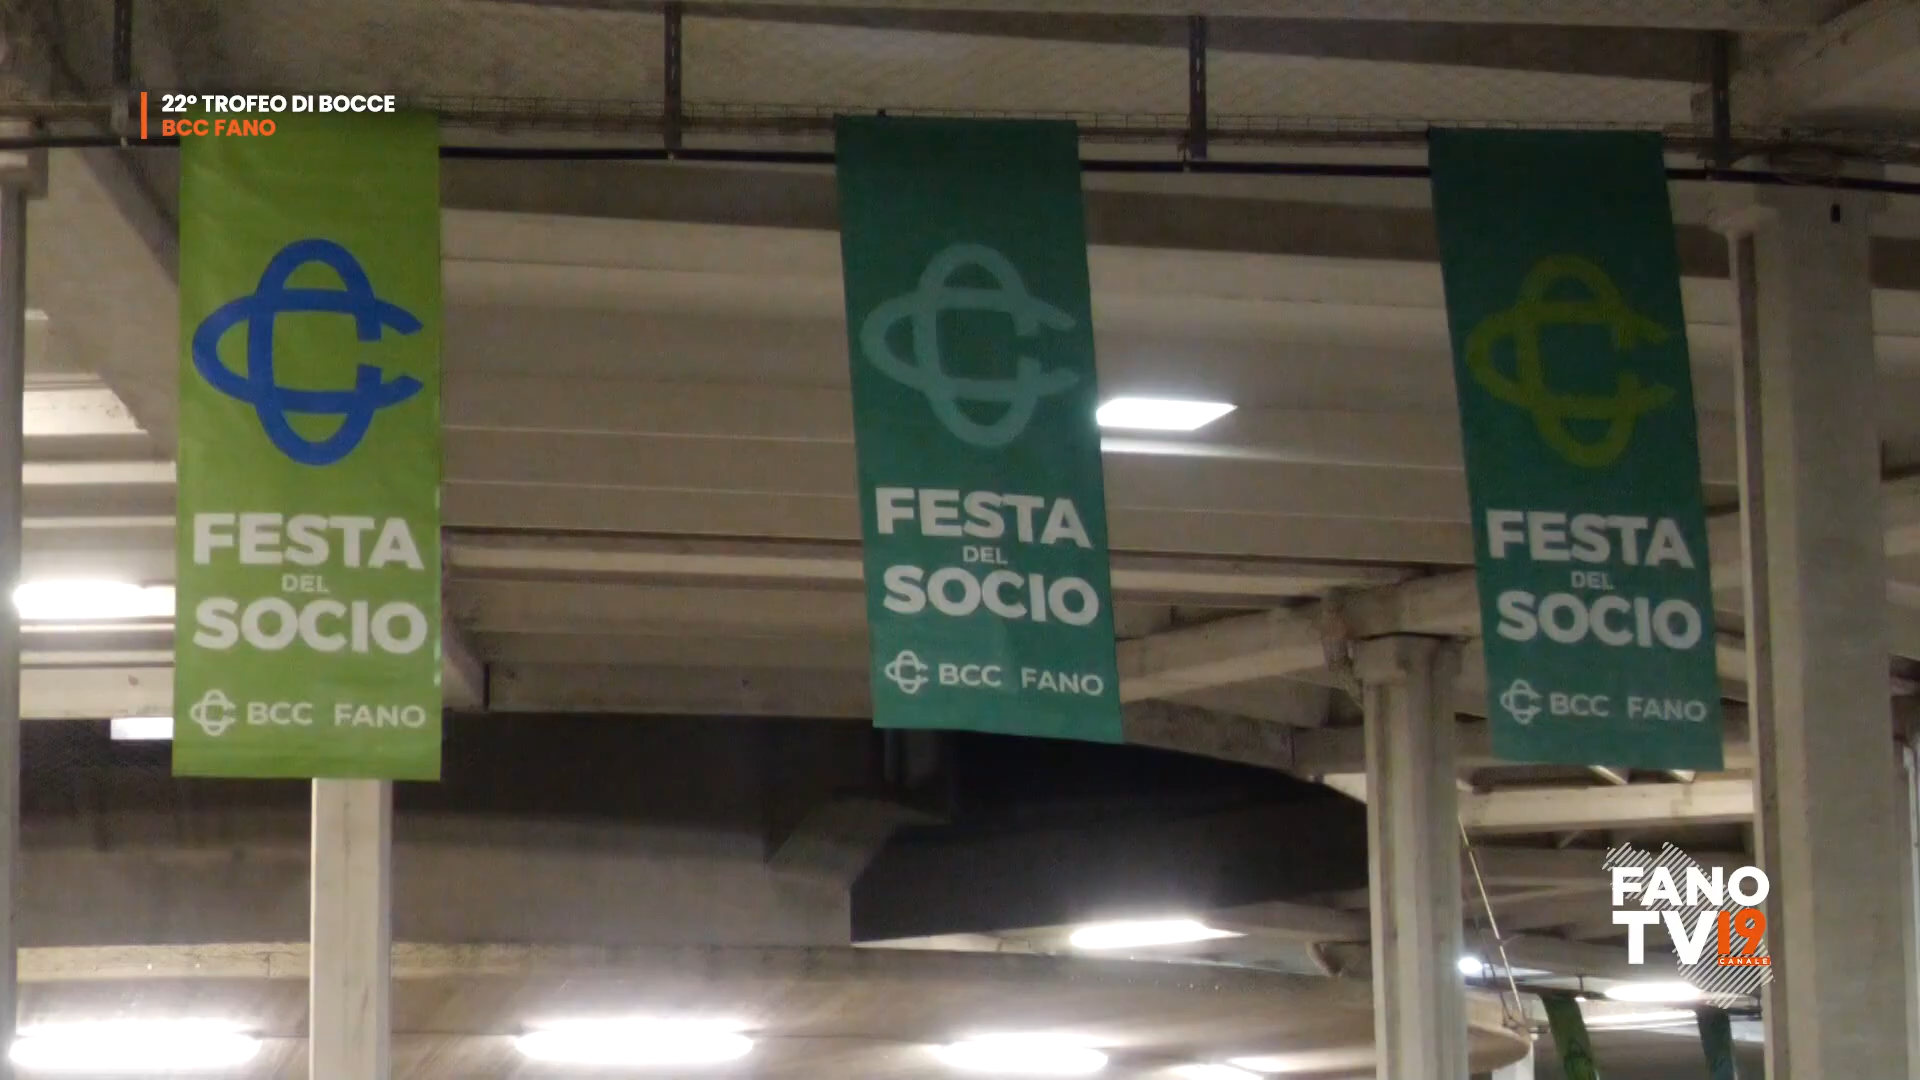 22° TROFEO DI BOCCE
BCC FANO
FESTA
DEL
SOCIO
BCC FANO
FESTA
DEL
SOCIO
BCC FANO
FESTA
DEL
SOCIO
BCC FANO
FANO
TV19
CANALE